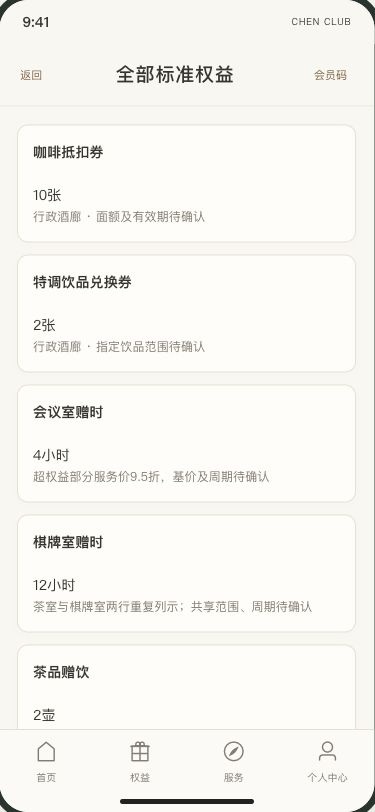 9:41
CHEN CLUB
返回
全部标准权益
会员码
咖啡抵扣券
10张
行政酒廊 · 面额及有效期待确认
特调饮品兑换券
2张
行政酒廊 · 指定饮品范围待确认
会议室赠时
4小时
超权益部分服务价9.5折，基价及周期待确认
棋牌室赠时
12小时
茶室与棋牌室两行重复列示；共享范围、周期待确认
茶品赠饮
2壶
首页
权益
服务
个人中心